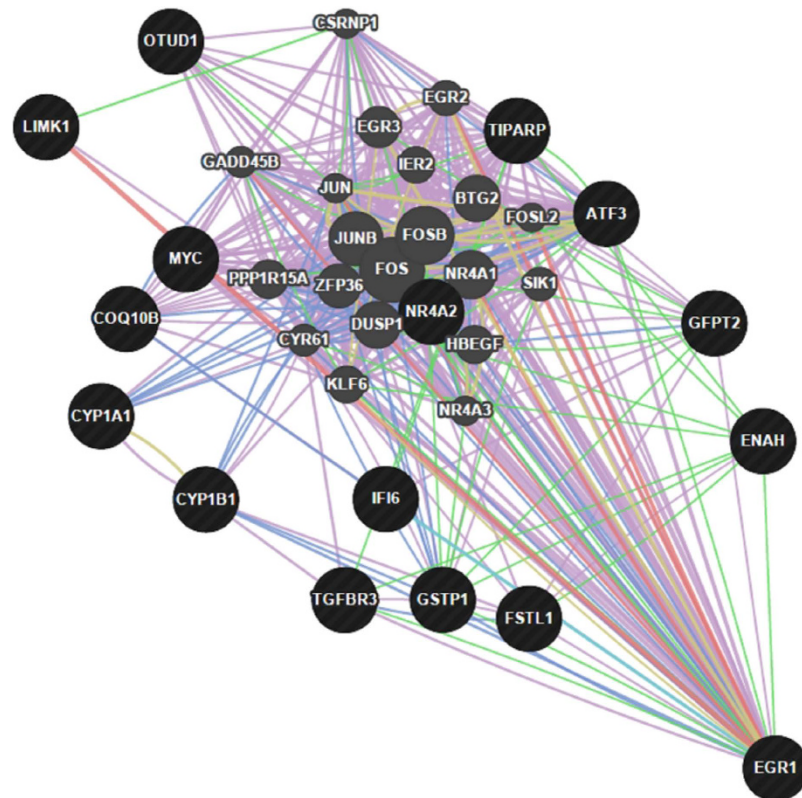 CSRNP1
OTUD1
EGR2
LIMK1
EGR3
TIPARP
GADD45B
IER2
JUN
BTG2
FOSL2
ATF3
JUNB
FOSB
MYC
FOS
PPP1R15A
ZFP36
NR4A1
SIK1
COQ10B
NR4A2
GFPT2
DUSP1
CYR61
HBEGF
KLF6
NR4A3
CYP1A1
ENAH
CYP1B1
IFI6
TGFBR3
GSTP1
FSTL1
EGR1